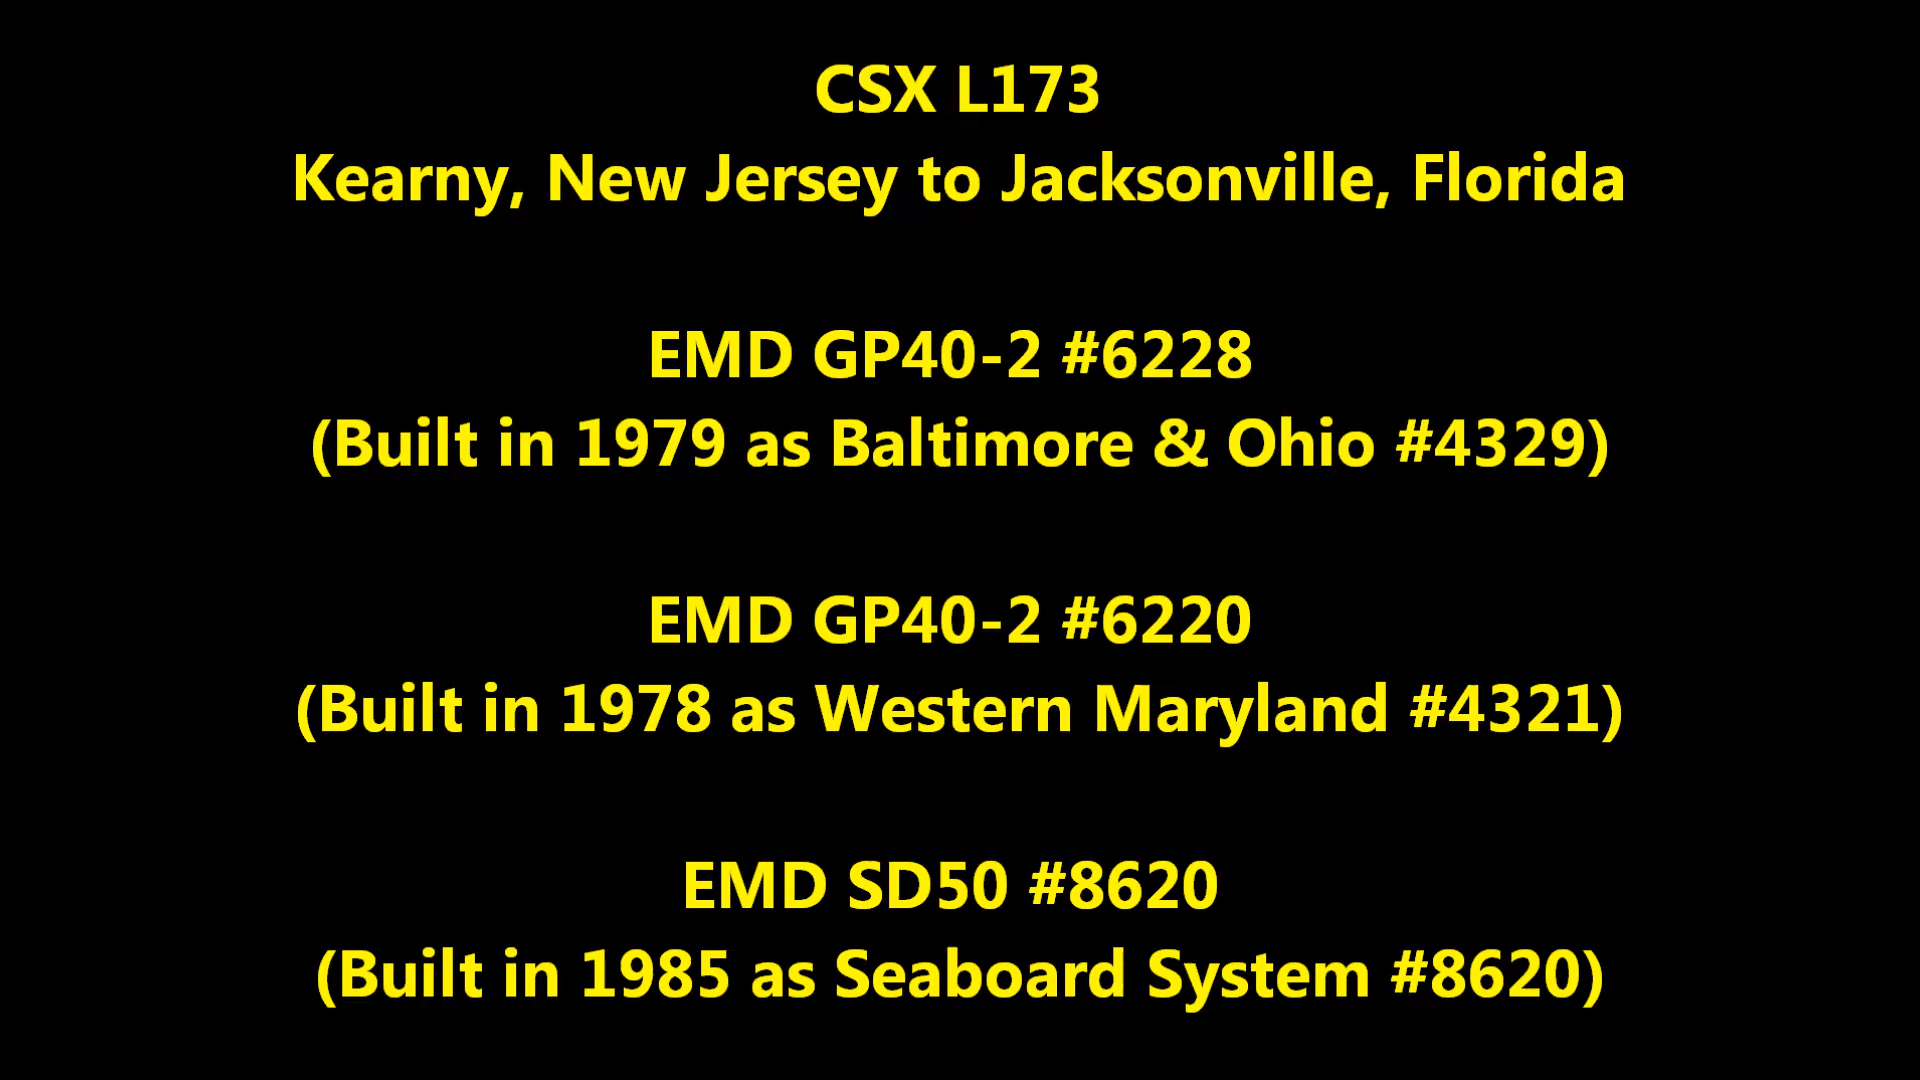 CSX L173
Kearny, New Jersey to Jacksonville, Florida
EMD GP40-2 #6228
(Built in 1979 as Baltimore & Ohio #4329)
EMD GP40-2 #6220
(Built in 1978 as Western Maryland #4321)
EMD SD50 #8620
(Built in 1985 as Seaboard System #8620)